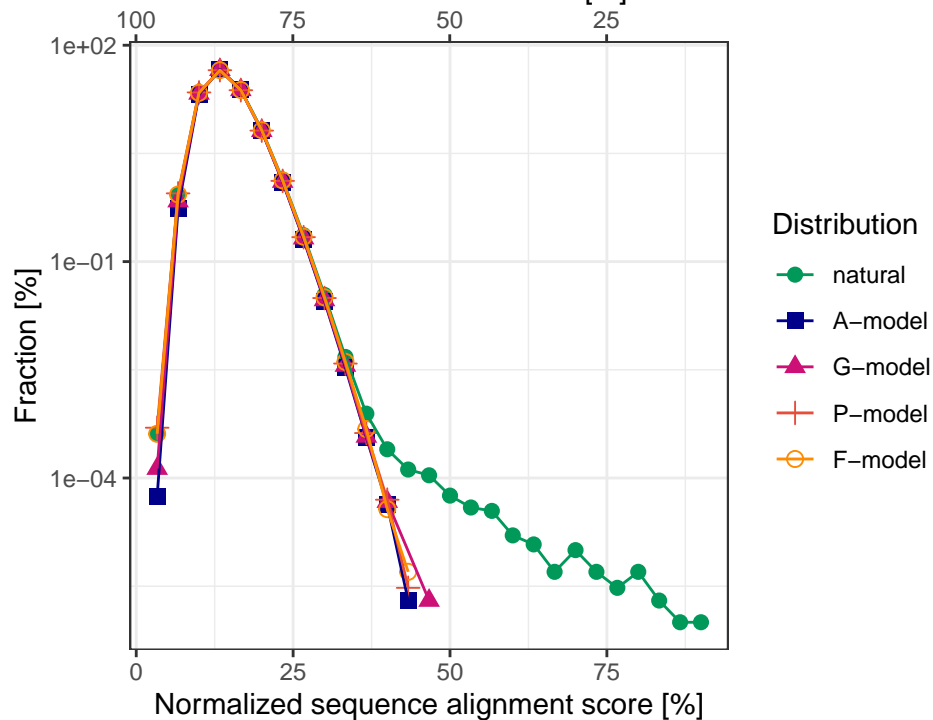 100 75 50 25
1e+02
1e−01
1e−04
Fraction [%]
0 25 50 75
Normalized sequence alignment score [%]
Distribution
natural
A−model
G−model
P−model
F−model